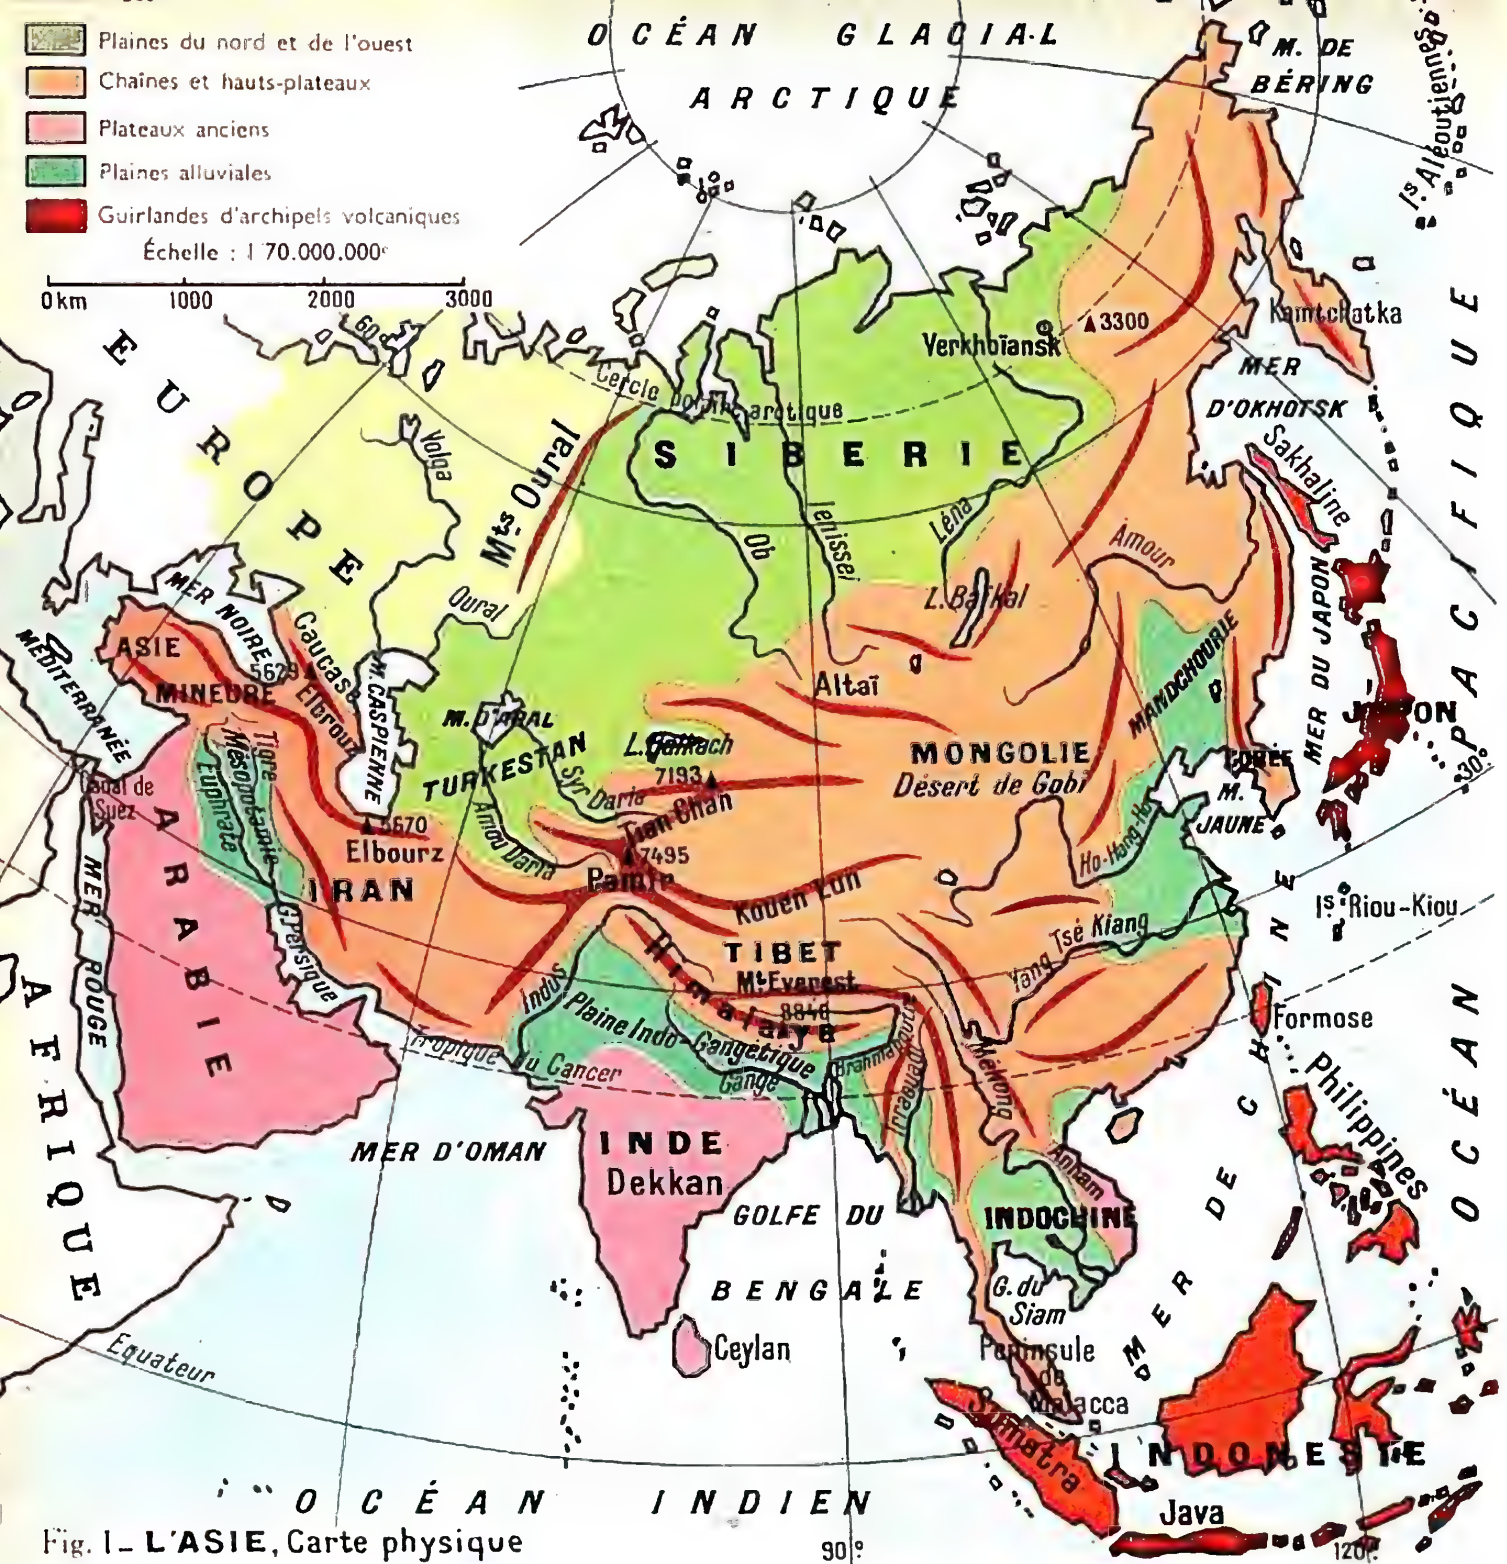 Plaines du nord et de l'ouest
Chaînes et hauts-plateaux
Plateaux anciens
Plaines alluviales
Guirlandes d'archipels volcaniques
Échelle : 1/70.000.000e
0 km 1000 2000 3000
OCÉAN GLACIAL
ARCTIQUE
M. DE
BÉRING
Is Aléoutiennes
60°
EUROPE
Volga
Cercle polaire arctique
Mts Oural
Oural
SIBERIE
Verkhoïansk
3300
Kamtchatka
MER
D'OKHOTSK
Sakhaline
Ob
Ienissei
Léna
L. Baïkal
Amour
MER NOIRE
Caucase
5629
Elbrouz
M. CASPIENNE
ASIE
MINEURE
MÉDITERRANÉE
Canal de
Suez
Tigre
Mésopotamie
Euphrate
M. D'ARAL
TURKESTAN
Syr Daria
Amou Daria
L. Balkach
7193
Tian Chan
7495
Pamir
Altaï
MONGOLIE
Désert de Gobi
MANDCHOURIE
CORÉE
MER DU JAPON
JAPON
M.
JAUNE
Ho-Hang-Ho
30°
5670
Elbourz
IRAN
ARABIE
MER ROUGE
AFRIQUE
G. Persique
Kouen Lun
TIBET
Mt Everest
8840
Himalaya
Indus
Plaine Indo-Gangétique
Gange
Brahmapoutre
Irraouadi
Mékong
Yang Tsé Kiang
Is Riou-Kiou
Formose
Philippines
Tropique du Cancer
MER D'OMAN
INDE
Dekkan
GOLFE DU
BENGALE
Ceylan
Annam
INDOCHINE
G. du
Siam
Péninsule
de
Malacca
MER DE CHINE
OCÉAN PACIFIQUE
Equateur
Sumatra
INDONESIE
Java
OCÉAN INDIEN
90°
120°
Fig. 1_ L'ASIE, Carte physique